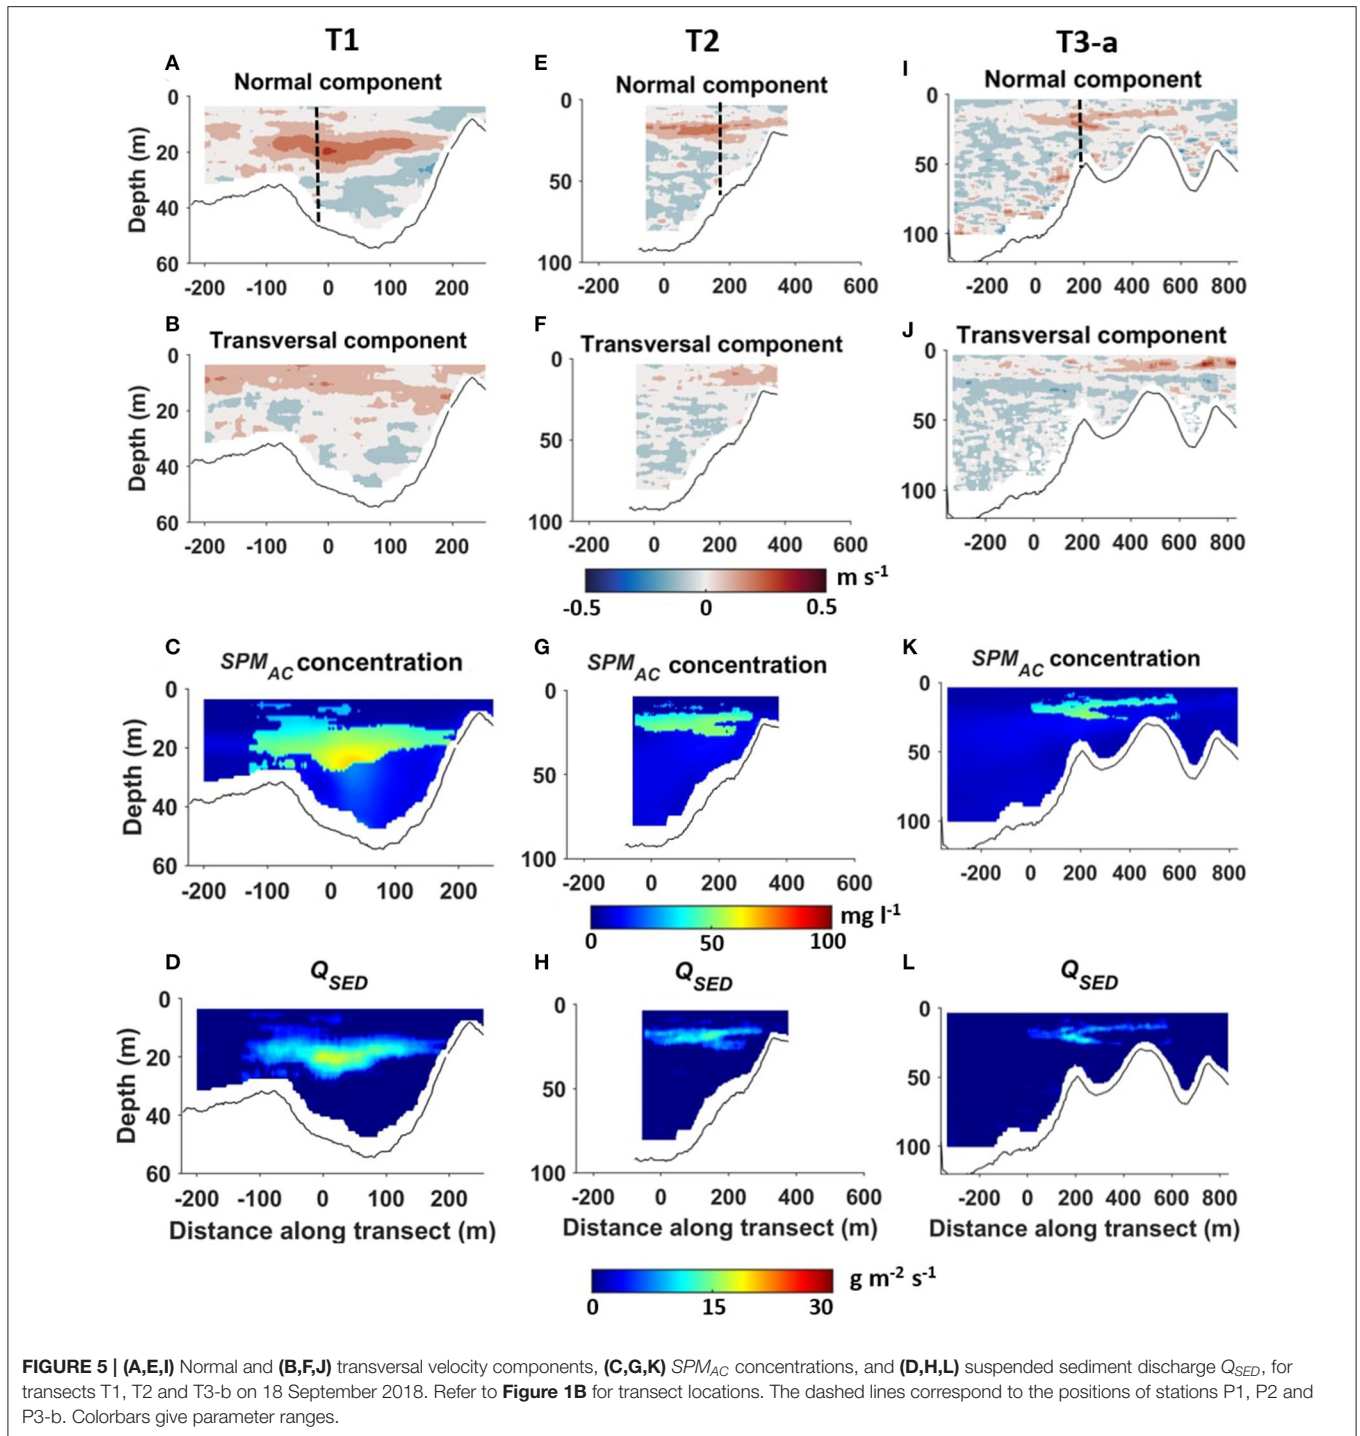 T1 T2 T3-a
A E I
Normal component Normal component Normal component
0 0 0
20 50 50
40 100 100
60
Depth (m)
-200 -100 0 100 200 -200 0 200 400 600 -200 0 200 400 600 800
B F J
Transversal component Transversal component Transversal component
0 0 0
20 50 50
40 100 100
60
Depth (m)
-200 -100 0 100 200 -200 0 200 400 600 -200 0 200 400 600 800
m s-1
-0.5 0 0.5
C G K
SPMAC concentration SPMAC concentration SPMAC concentration
0 0 0
20 50 50
40 100 100
60
Depth (m)
-200 -100 0 100 200 -200 0 200 400 600 -200 0 200 400 600 800
mg l-1
0 50 100
D H L
QSED QSED QSED
0 0 0
20 50 50
40 100 100
60
Depth (m)
-200 -100 0 100 200 -200 0 200 400 600 -200 0 200 400 600 800
Distance along transect (m) Distance along transect (m) Distance along transect (m)
g m-2 s-1
0 15 30
FIGURE 5 | (A,E,I) Normal and (B,F,J) transversal velocity components, (C,G,K) SPMAC concentrations, and (D,H,L) suspended sediment discharge QSED, for
transects T1, T2 and T3-b on 18 September 2018. Refer to Figure 1B for transect locations. The dashed lines correspond to the positions of stations P1, P2 and
P3-b. Colorbars give parameter ranges.